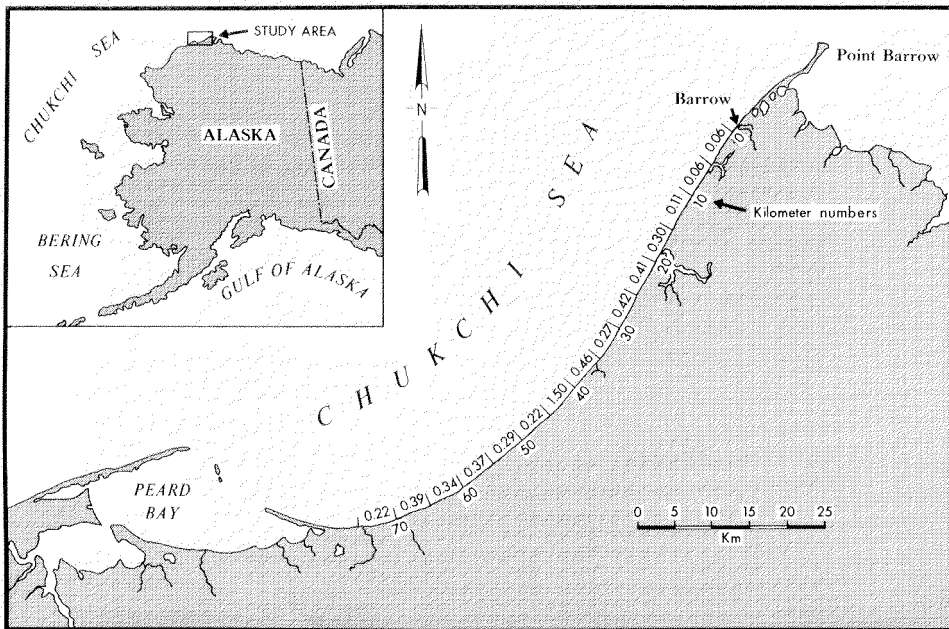 STUDY AREA
CHUKCHI SEA
ALASKA
CANADA
BERING
SEA
GULF OF ALASKA
N
Point Barrow
Barrow
Kilometer numbers
CHUKCHI SEA
0.06
0.06
0.11
0.30
0.41
0.42
0.27
0.46
1.50
0.22
0.29
0.37
0.34
0.39
0.22
0
10
20
30
40
50
60
70
PEARD
BAY
0 5 10 15 20 25
Km